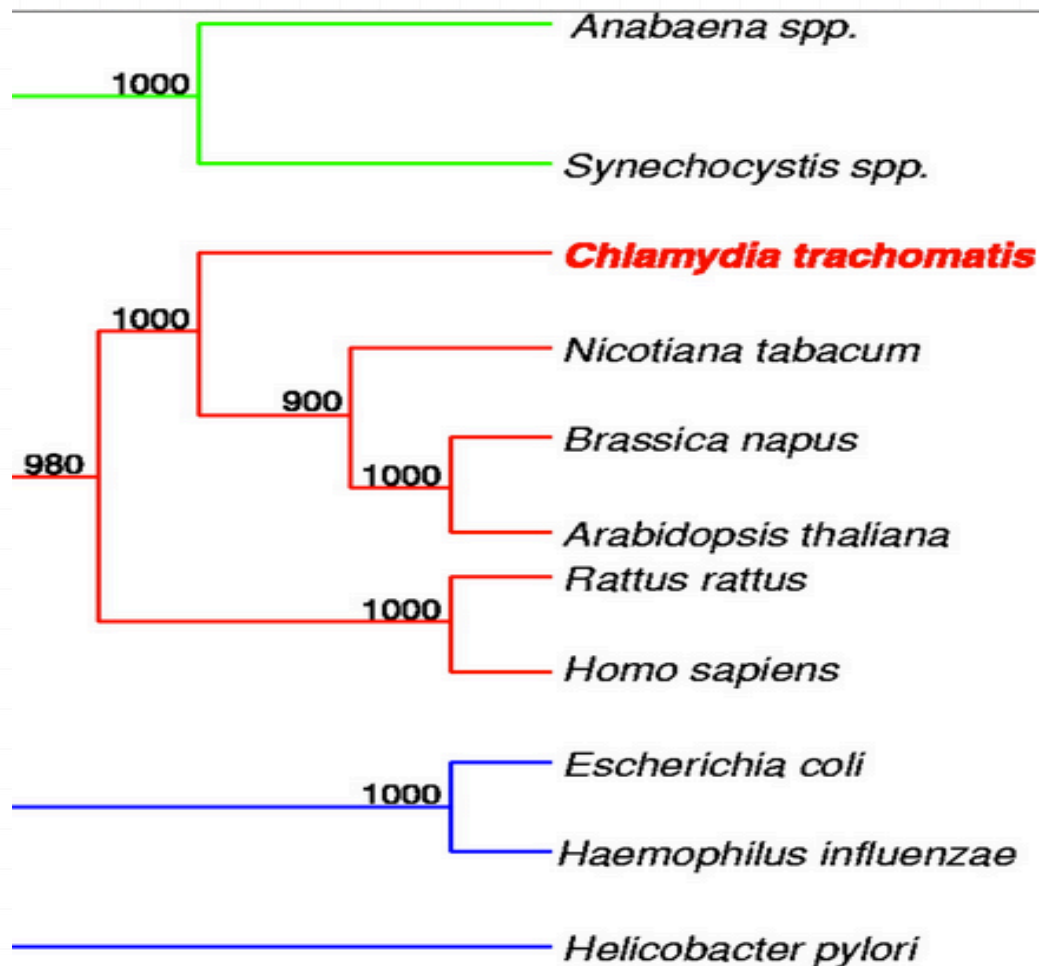 Anabaena spp.
1000
Synechocystis spp.
Chlamydia trachomatis
1000
Nicotiana tabacum
900
Brassica napus
980
1000
Arabidopsis thaliana
Rattus rattus
1000
Homo sapiens
Escherichia coli
1000
Haemophilus influenzae
Helicobacter pylori